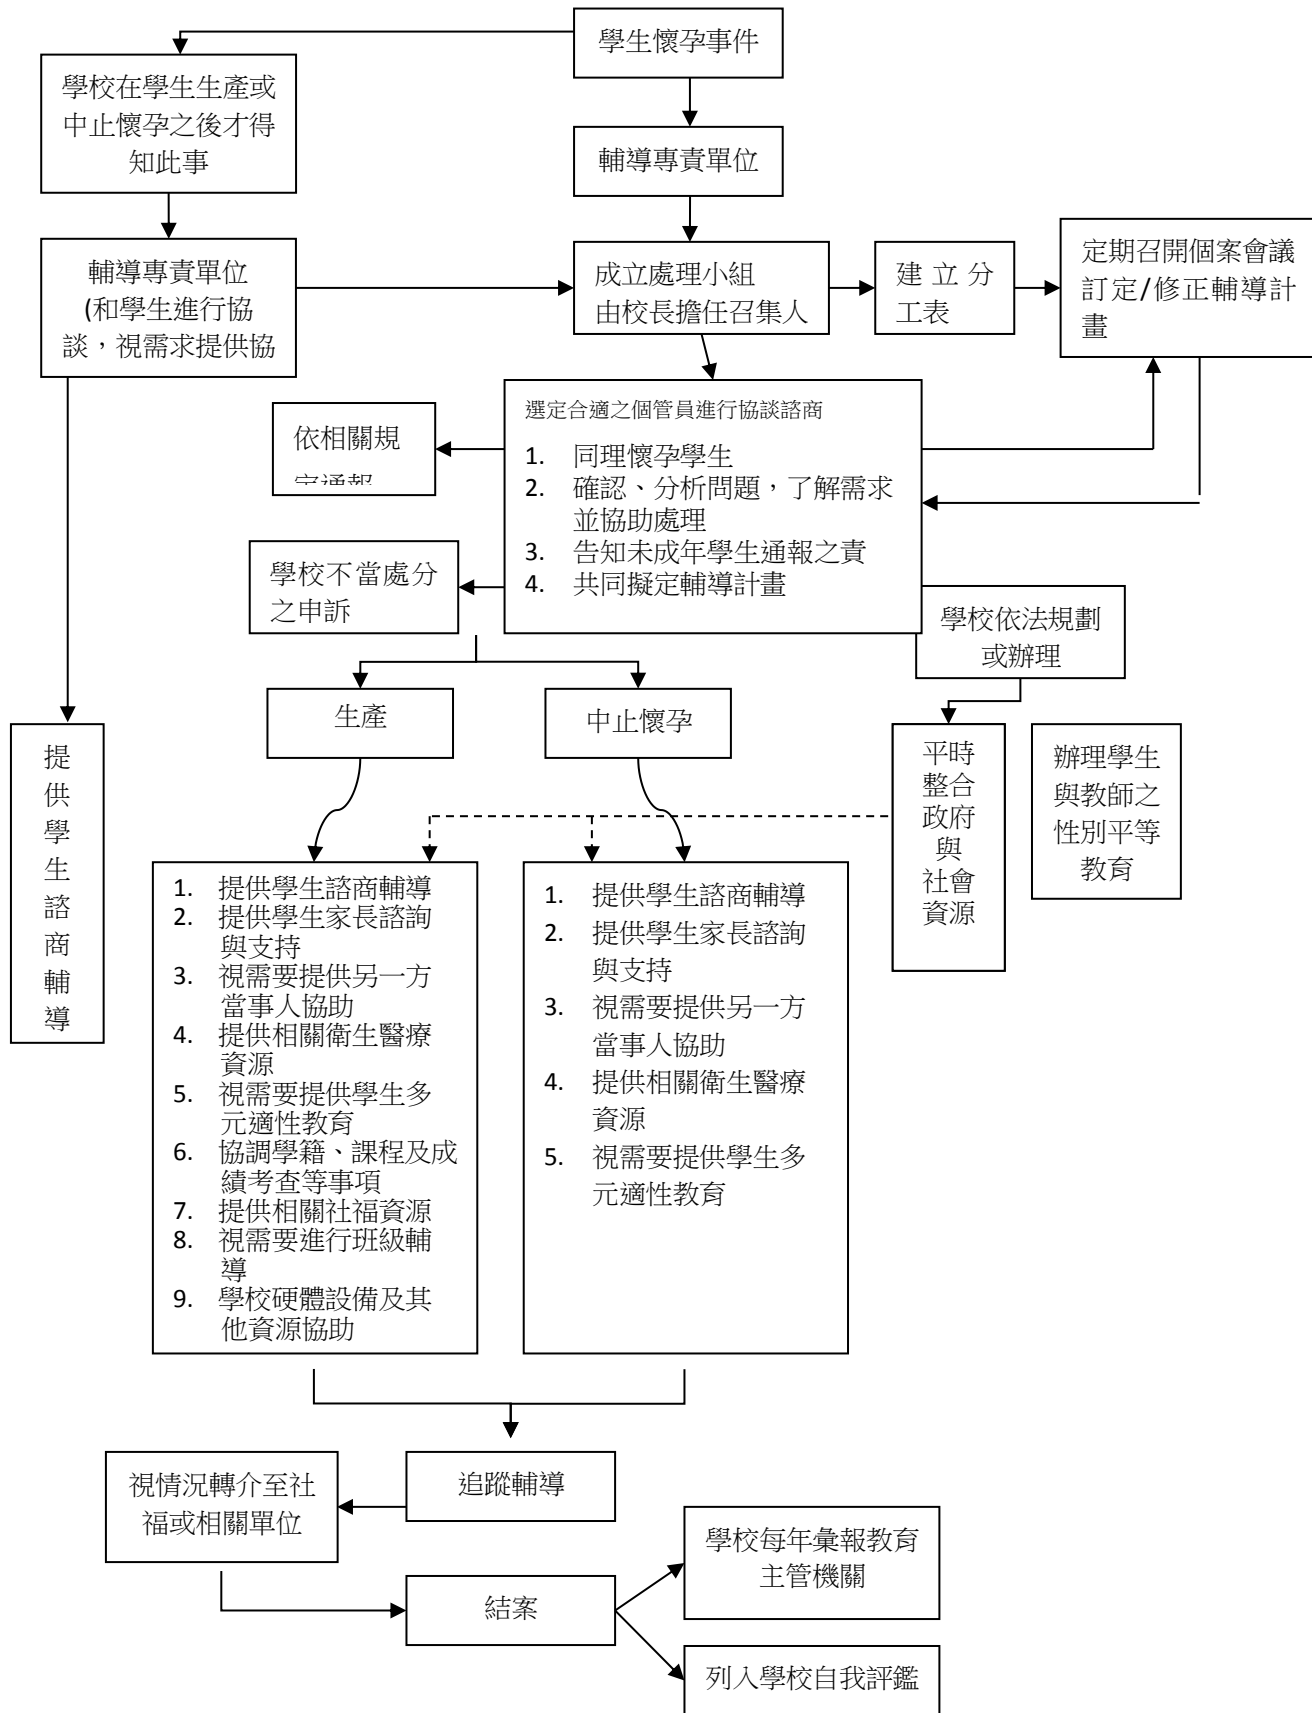 學生懷孕事件
學校在學生生產或
中止懷孕之後才得
知此事
輔導專責單位
輔導專責單位
(和學生進行協
談，視需求提供協
成立處理小組
由校長擔任召集人
建立分
工表
定期召開個案會議
訂定/修正輔導計
畫
選定合適之個管員進行協談諮商
1. 同理懷孕學生
2. 確認、分析問題，了解需求
並協助處理
3. 告知未成年學生通報之責
4. 共同擬定輔導計畫
依相關規
定通報
學校不當處分
之申訴
學校依法規劃
或辦理
生產
中止懷孕
提
供
學
生
諮
商
輔
導
平時
整合
政府
與
社會
資源
辦理學生
與教師之
性別平等
教育
1. 提供學生諮商輔導
2. 提供學生家長諮詢
與支持
3. 視需要提供另一方
當事人協助
4. 提供相關衛生醫療
資源
5. 視需要提供學生多
元適性教育
6. 協調學籍、課程及成
績考查等事項
7. 提供相關社福資源
8. 視需要進行班級輔
導
9. 學校硬體設備及其
他資源協助
1. 提供學生諮商輔導
2. 提供學生家長諮詢
與支持
3. 視需要提供另一方
當事人協助
4. 提供相關衛生醫療
資源
5. 視需要提供學生多
元適性教育
追蹤輔導
視情況轉介至社
福或相關單位
結案
學校每年彙報教育
主管機關
列入學校自我評鑑